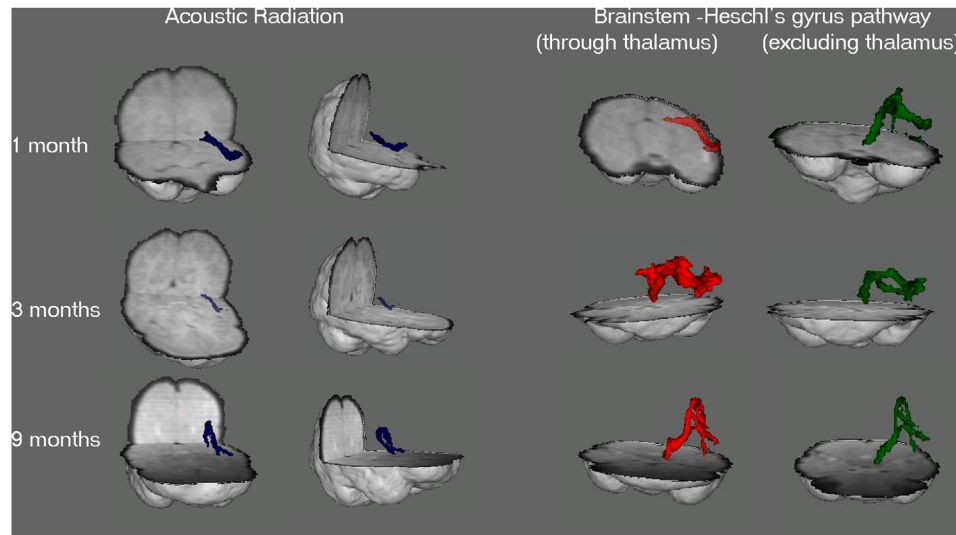 Acoustic Radiation
Brainstem -Heschl's gyrus pathway
(through thalamus)
(excluding thalamus)
1 month
3 months
9 months